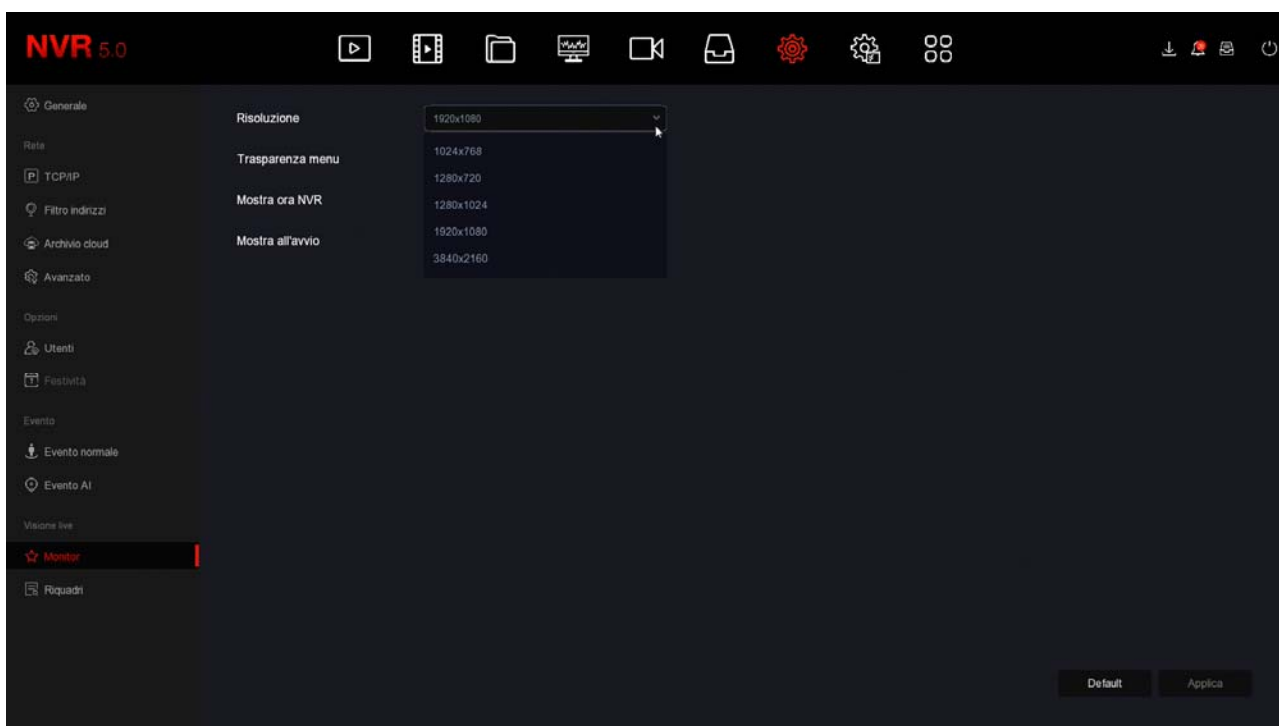 NVR 5.0
Generale
Rete
TCP/IP
Filtro indirizzi
Archivio cloud
Avanzato
Opzioni
Utenti
Festività
Evento
Evento normale
Evento AI
Visione live
Monitor
Riquadri
Risoluzione
1920x1080
Trasparenza menu
Mostra ora NVR
Mostra all'avvio
1024x768
1280x720
1280x1024
1920x1080
3840x2160
Default
Applica